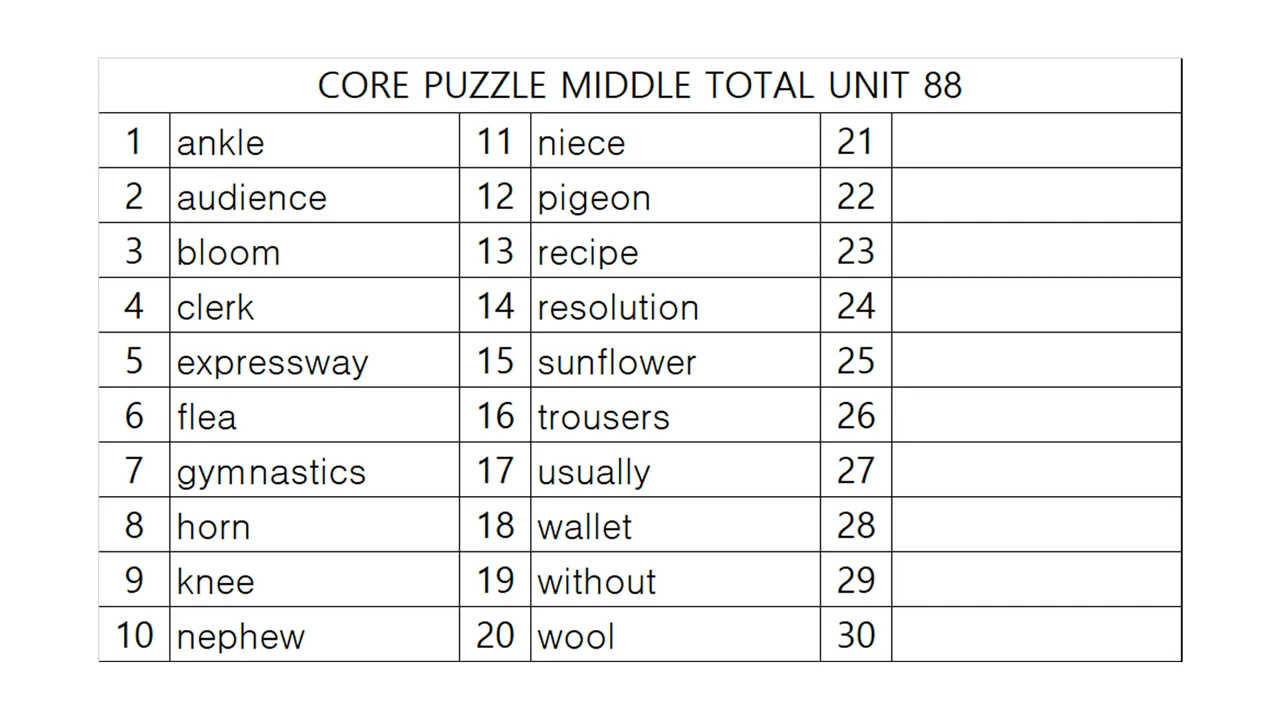 CORE PUZZLE MIDDLE TOTAL UNIT 88
1 ankle 11 niece 21
2 audience 12 pigeon 22
3 bloom 13 recipe 23
4 clerk 14 resolution 24
5 expressway 15 sunflower 25
6 flea 16 trousers 26
7 gymnastics 17 usually 27
8 horn 18 wallet 28
9 knee 19 without 29
10 nephew 20 wool 30